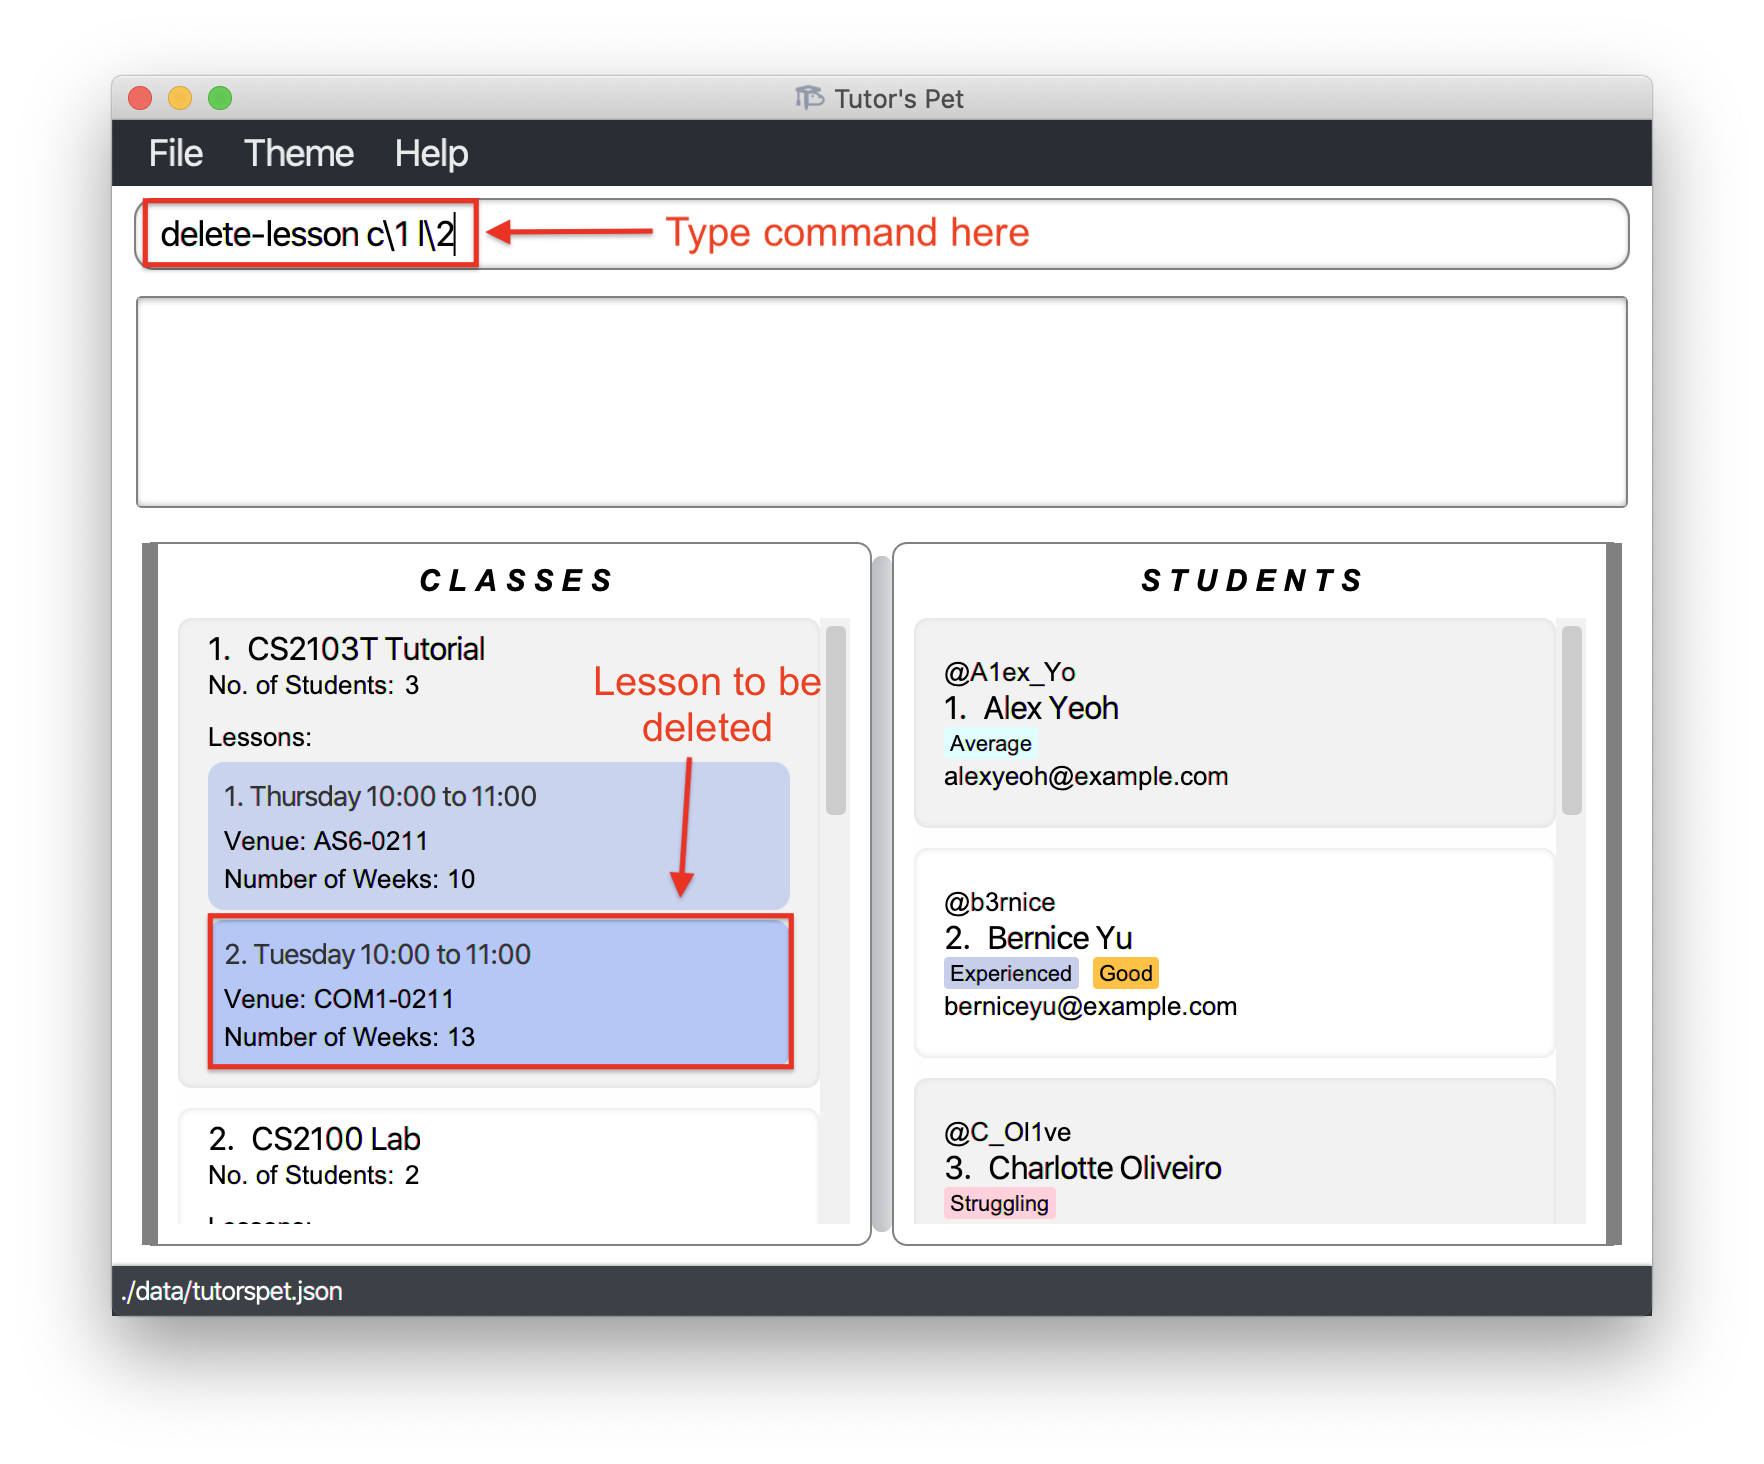 Tutor's Pet
File Theme Help
delete-lesson c\1 l\2
Type command here
CLASSES
1. CS2103T Tutorial
No. of Students: 3
Lesson to be
deleted
Lessons:
1. Thursday 10:00 to 11:00
Venue: AS6-0211
Number of Weeks: 10
2. Tuesday 10:00 to 11:00
Venue: COM1-0211
Number of Weeks: 13
2. CS2100 Lab
No. of Students: 2
Lessons:
STUDENTS
@A1ex_Yo
1. Alex Yeoh
Average
alexyeoh@example.com
@b3rnice
2. Bernice Yu
Experienced Good
berniceyu@example.com
@C_Ol1ve
3. Charlotte Oliveiro
Struggling
./data/tutorspet.json